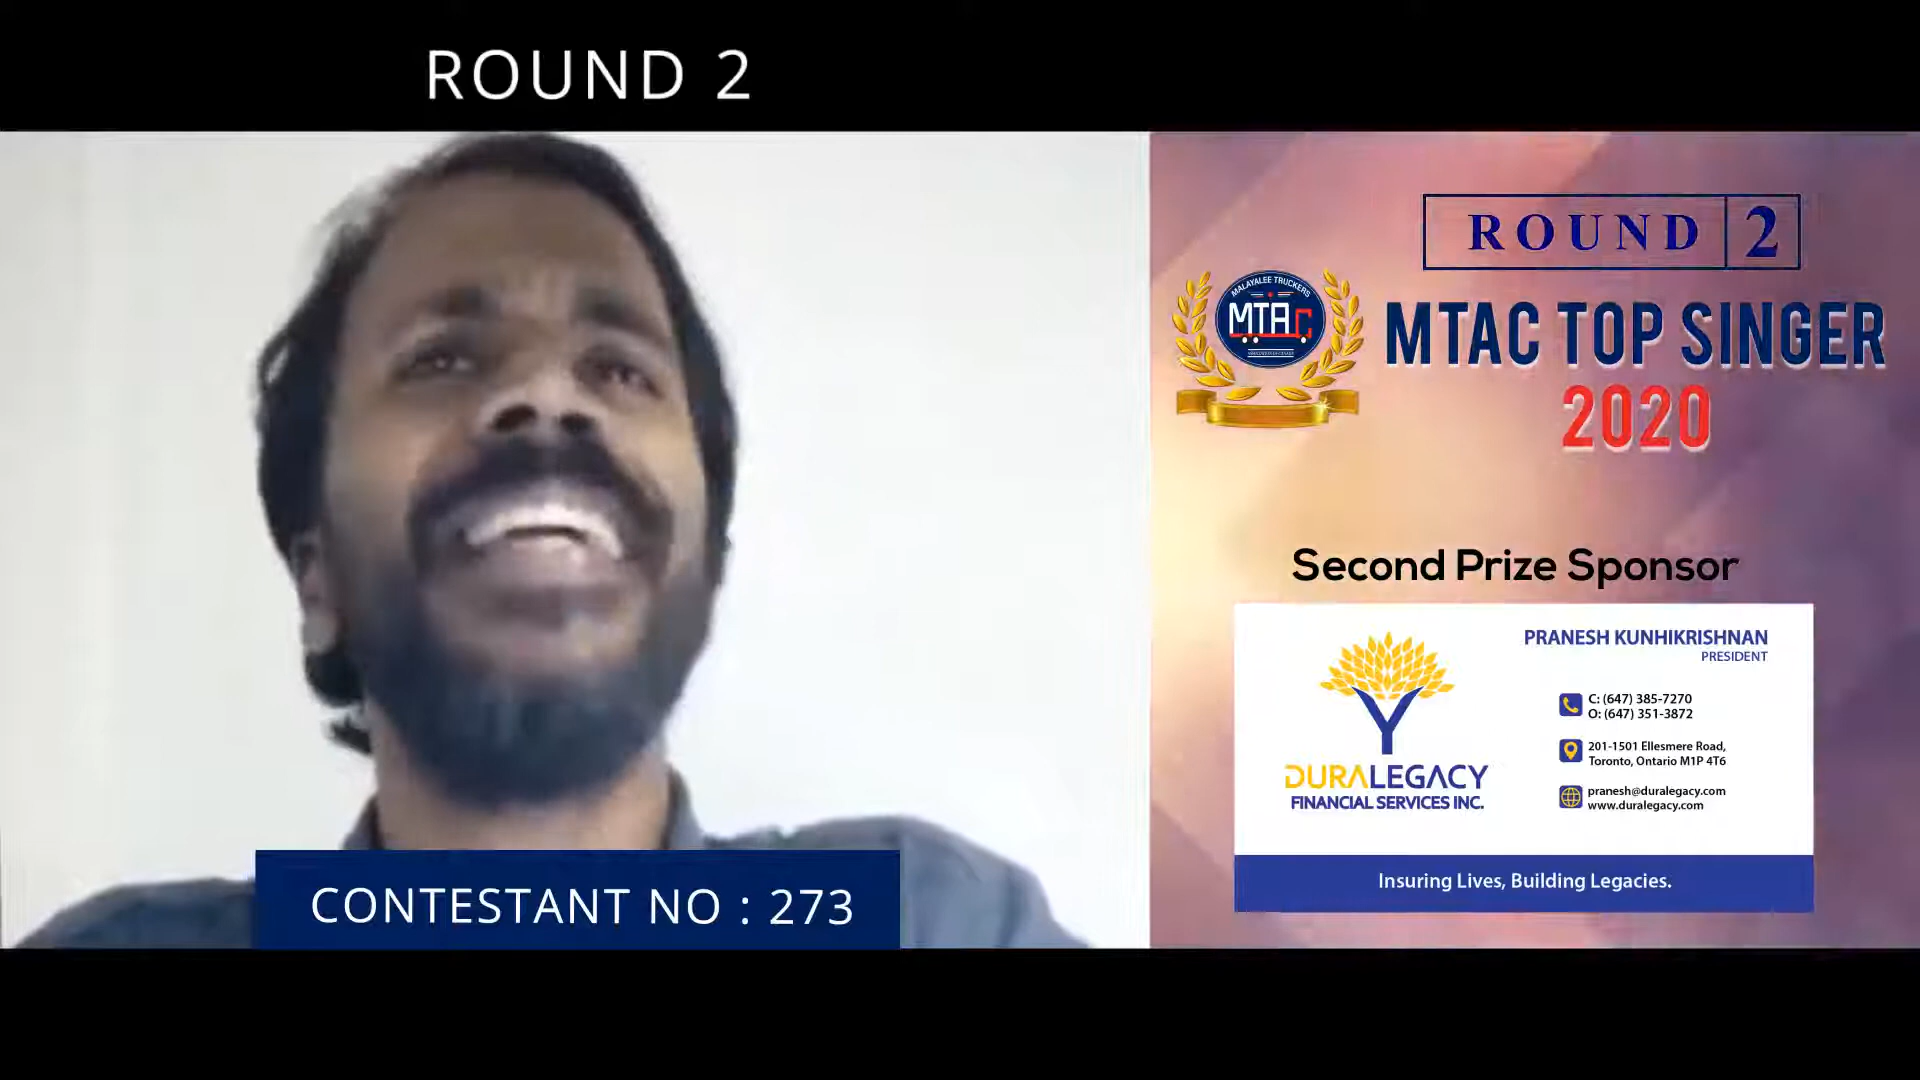 ROUND 2
ROUND 2
MALAYALEE TRUCKERS
MTAC
MTAC TOP SINGER
2020
Second Prize Sponsor
PRANESH KUNHIKRISHNAN
PRESIDENT
C: (647) 385-7270
O: (647) 351-3872
201-1501 Ellesmere Road,
Toronto, Ontario M1P 4T6
pranesh@duralegacy.com
www.duralegacy.com
DURALEGACY
FINANCIAL SERVICES INC.
Insuring Lives, Building Legacies.
CONTESTANT NO : 273